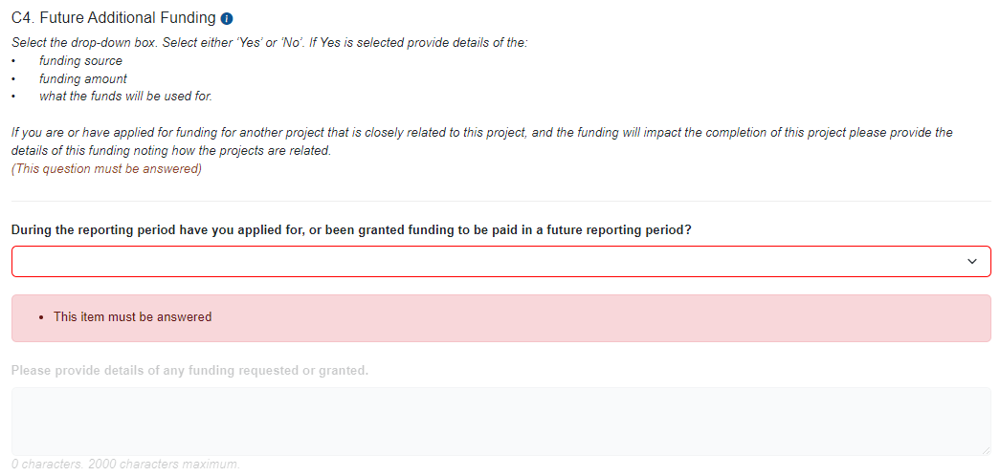 C4. Future Additional Funding i
Select the drop-down box. Select either 'Yes' or 'No'. If Yes is selected provide details of the:
• funding source
• funding amount
• what the funds will be used for.
If you are or have applied for funding for another project that is closely related to this project, and the funding will impact the completion of this project please provide the
details of this funding noting how the projects are related.
(This question must be answered)
During the reporting period have you applied for, or been granted funding to be paid in a future reporting period?
• This item must be answered
Please provide details of any funding requested or granted.
0 characters. 2000 characters maximum.